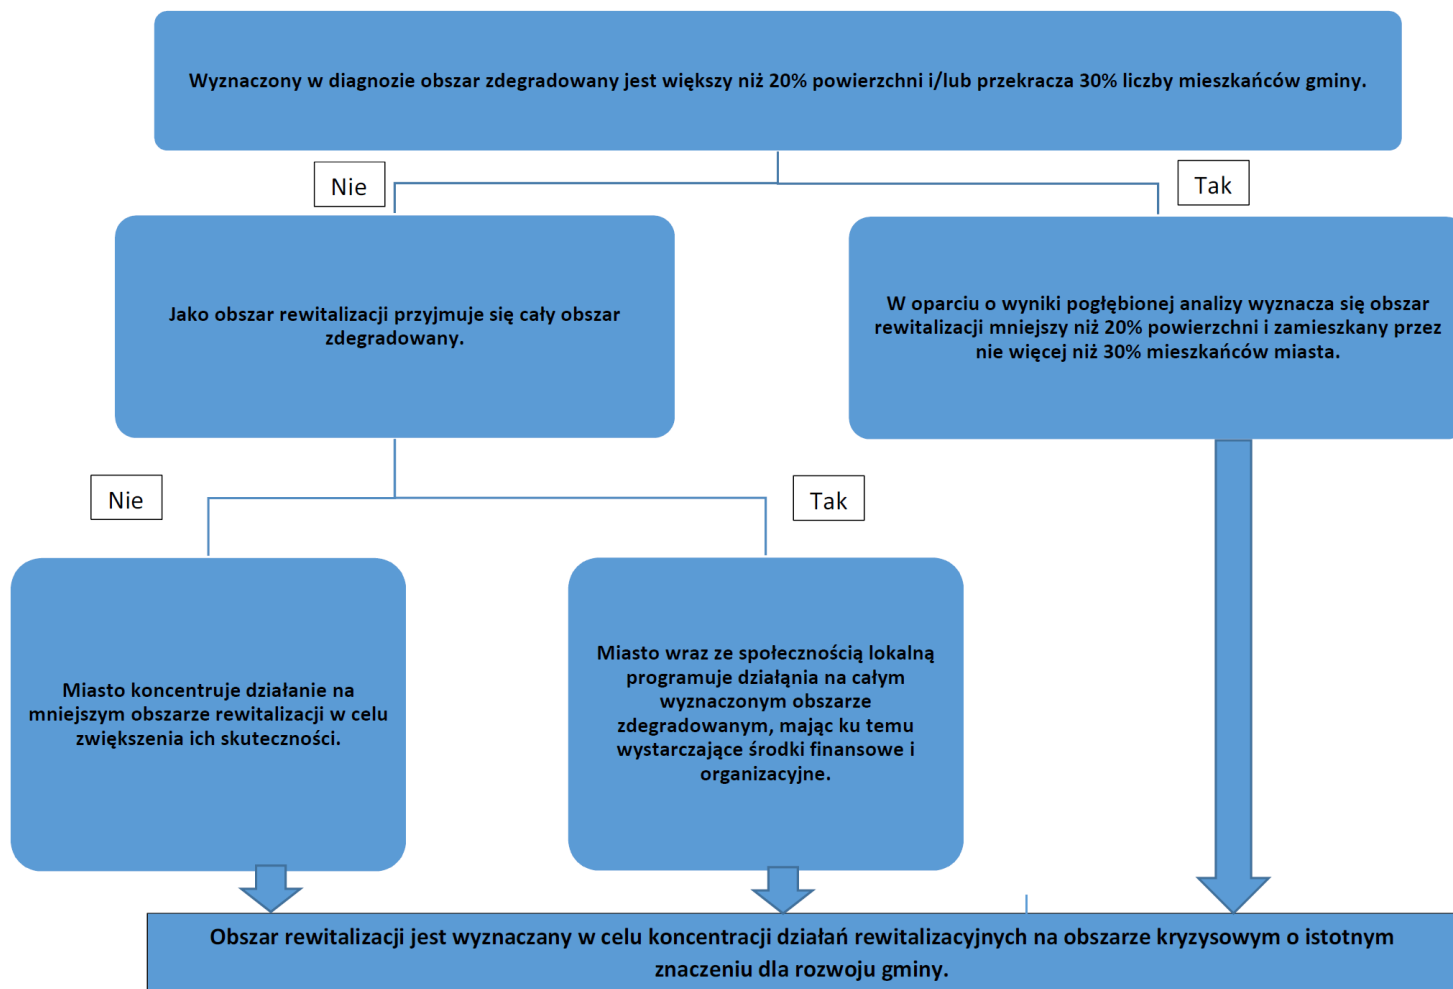 Wyznaczony w diagnozie obszar zdegradowany jest większy niż 20% powierzchni i/lub przekracza 30% liczby mieszkańców gminy.
Nie
Tak
Jako obszar rewitalizacji przyjmuje się cały obszar
zdegradowany.
W oparciu o wyniki pogłębionej analizy wyznacza się obszar
rewitalizacji mniejszy niż 20% powierzchni i zamieszkany przez
nie więcej niż 30% mieszkańców miasta.
Nie
Tak
Miasto koncentruje działanie na
mniejszym obszarze rewitalizacji w celu
zwiększenia ich skuteczności.
Miasto wraz ze społecznością lokalną
programuje działąnia na całym
wyznaczonym obszarze
zdegradowanym, mając ku temu
wystarczające środki finansowe i
organizacyjne.
Obszar rewitalizacji jest wyznaczany w celu koncentracji działań rewitalizacyjnych na obszarze kryzysowym o istotnym
znaczeniu dla rozwoju gminy.